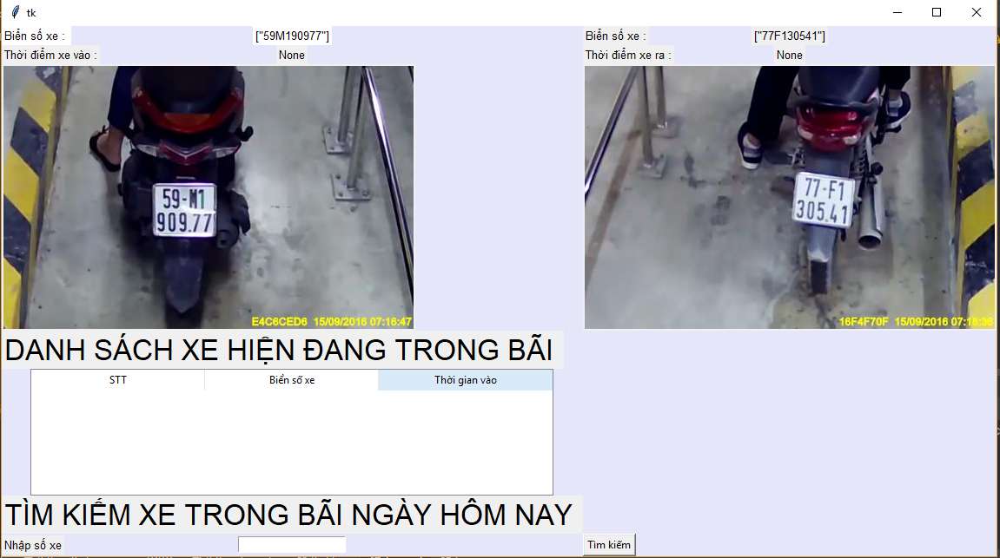 tk
Biển số xe : ["59M190977"]
Thời điểm xe vào : None
59-M1
909.77
E4C6CED6 15/09/2016 07:16:47
Biển số xe : ["77F130541"]
Thời điểm xe ra : None
77-F1
305.41
16F4F70F 15/09/2016 07:16:36
DANH SÁCH XE HIỆN ĐANG TRONG BÃI
STT Biển số xe Thời gian vào
TÌM KIẾM XE TRONG BÃI NGÀY HÔM NAY
Nhập số xe Tìm kiếm